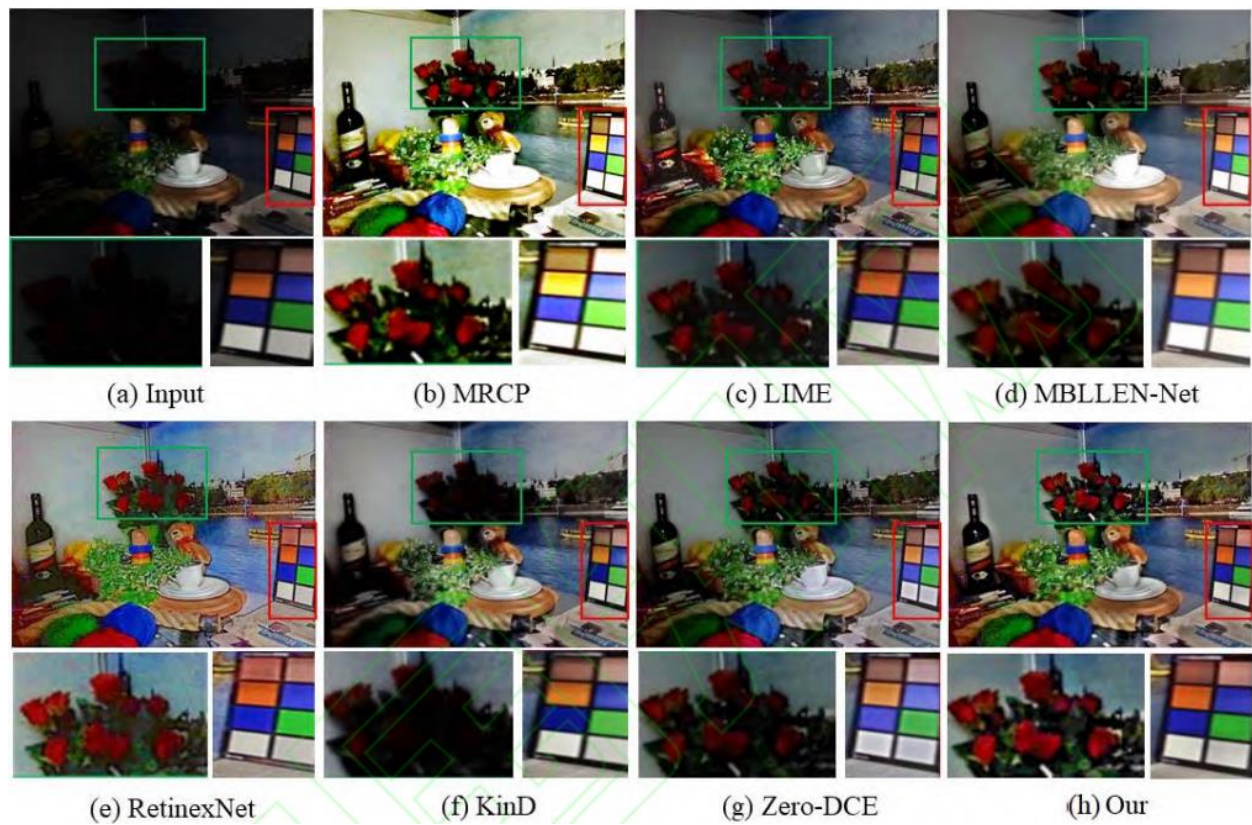 (a) Input
(b) MRCP
(c) LIME
(d) MBLLEN-Net
(e) RetinexNet
(f) KinD
(g) Zero-DCE
(h) Our